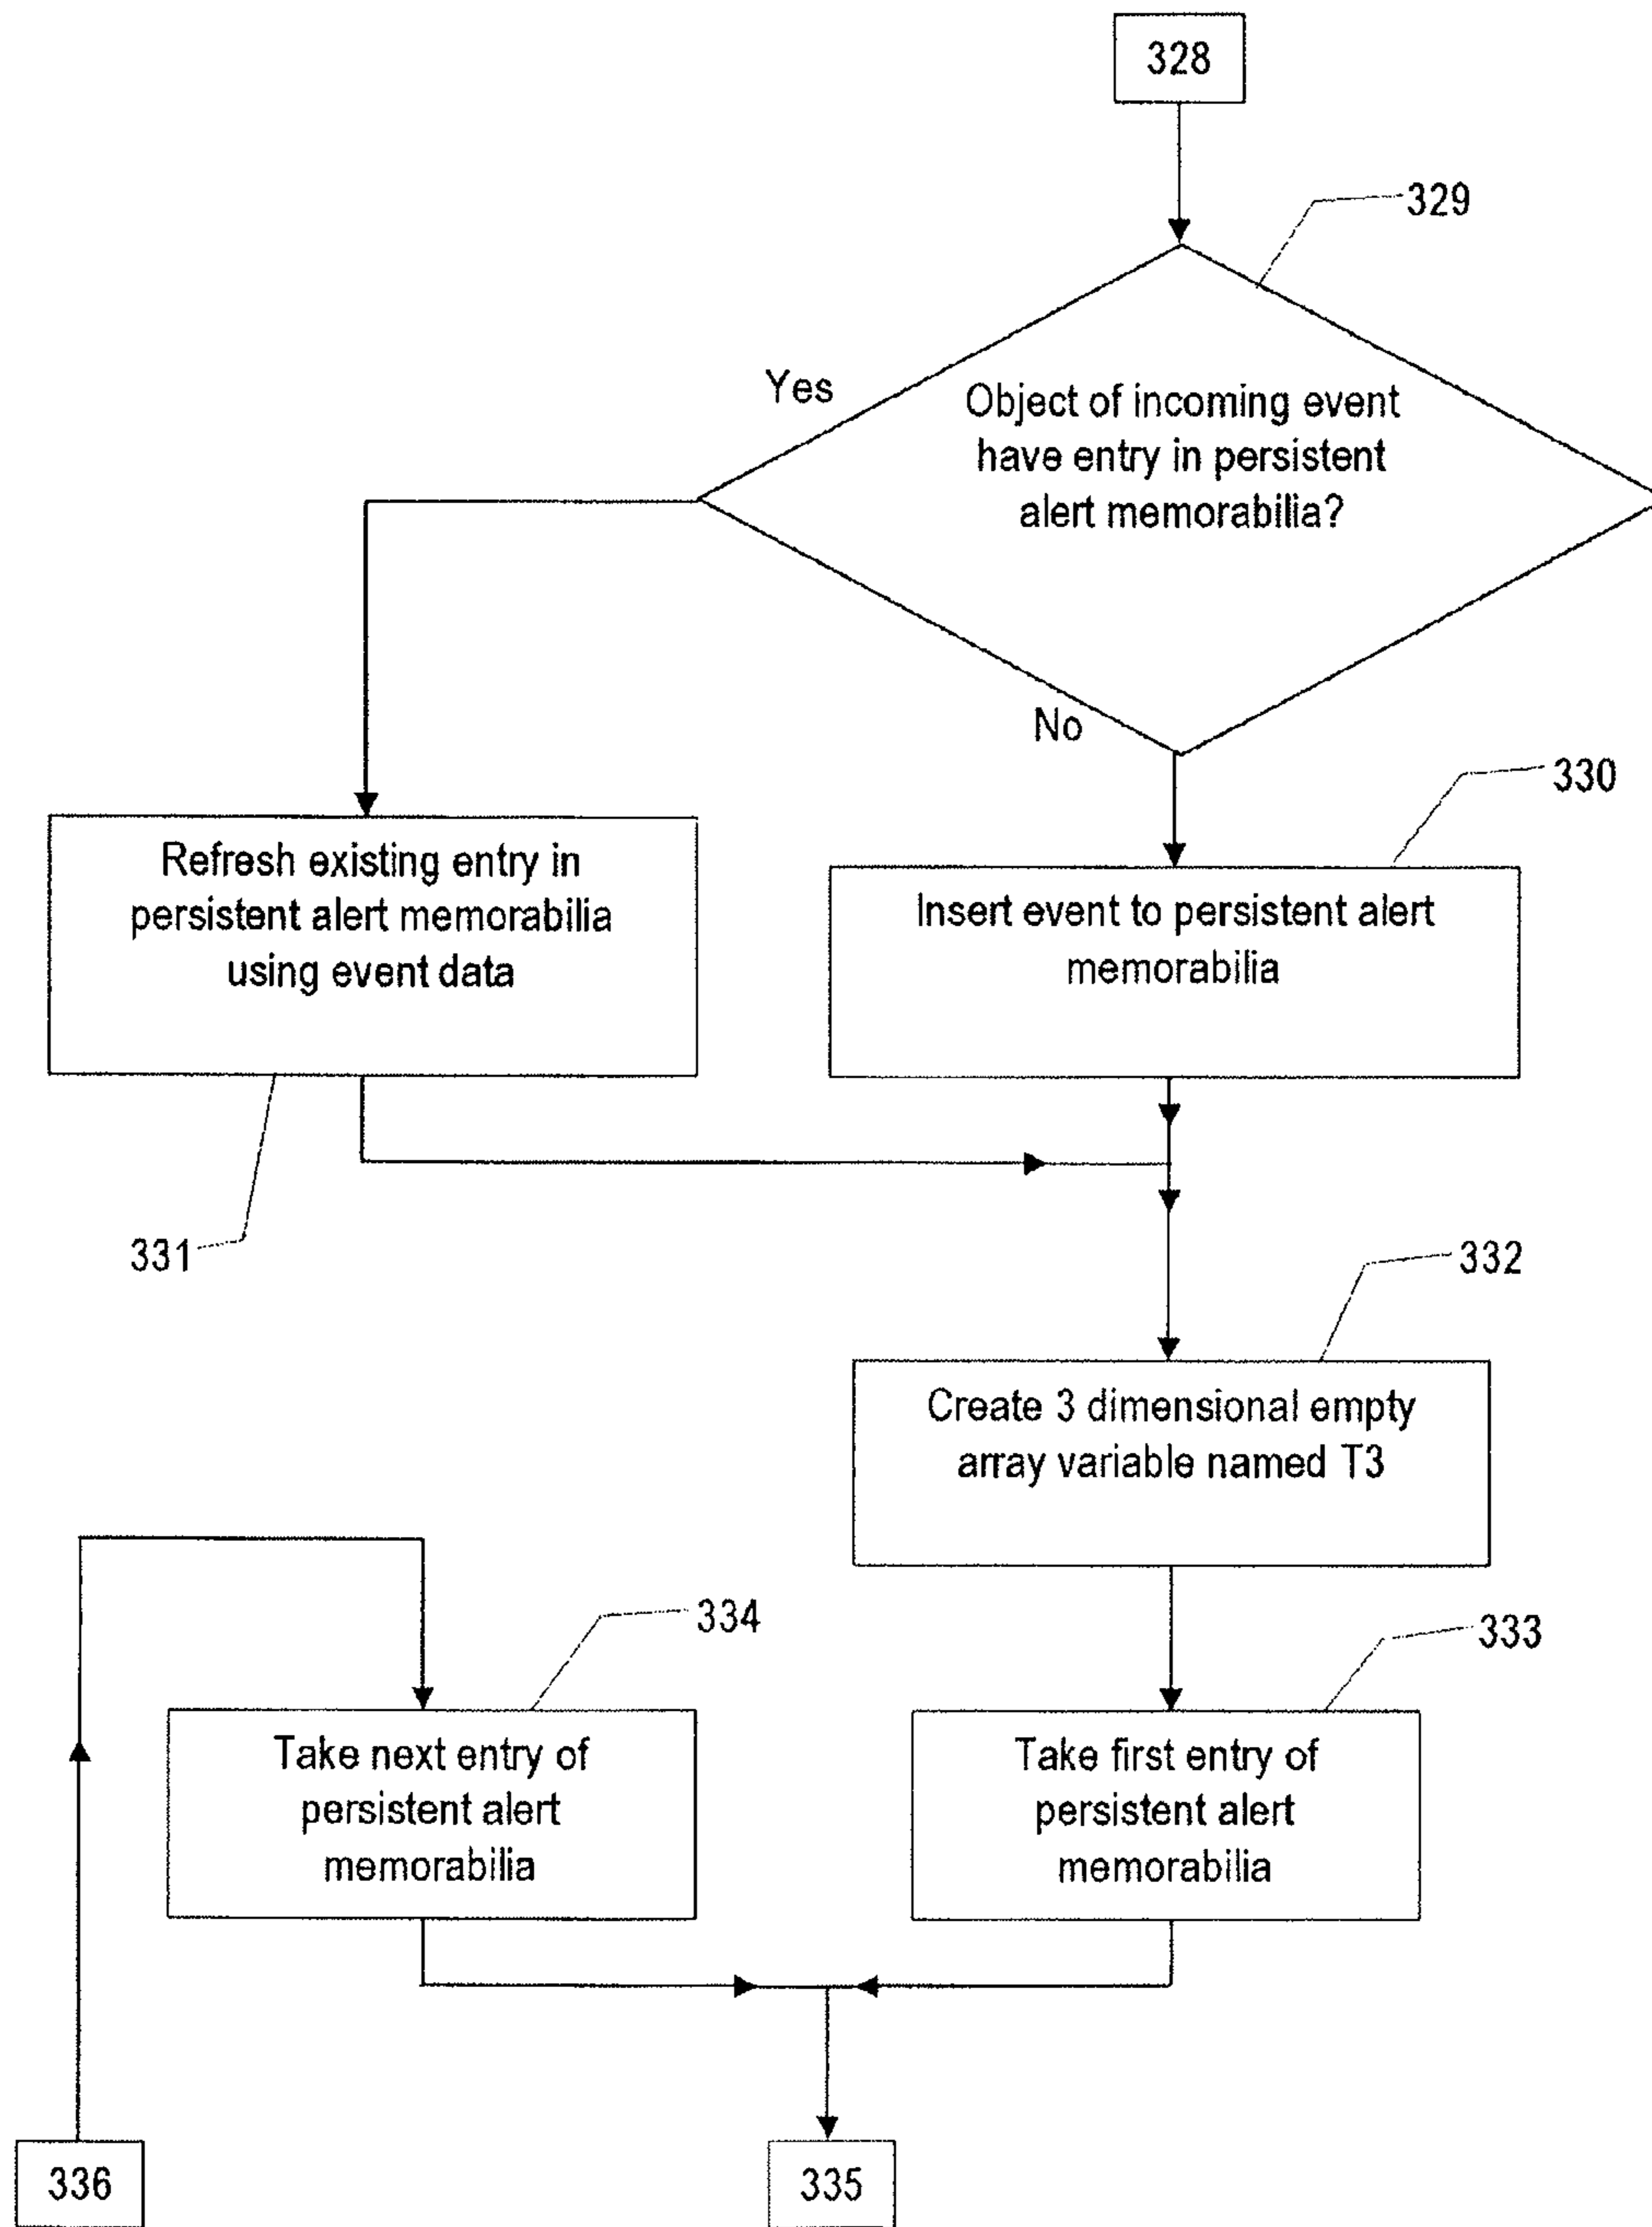 328
329
Yes
Object of incoming event
have entry in persistent
alert memorabilia?
No
330
Refresh existing entry in
persistent alert memorabilia
using event data
Insert event to persistent alert
memorabilia
331
332
Create 3 dimensional empty
array variable named T3
334
333
Take next entry of
persistent alert
memorabilia
Take first entry of
persistent alert
memorabilia
336
335